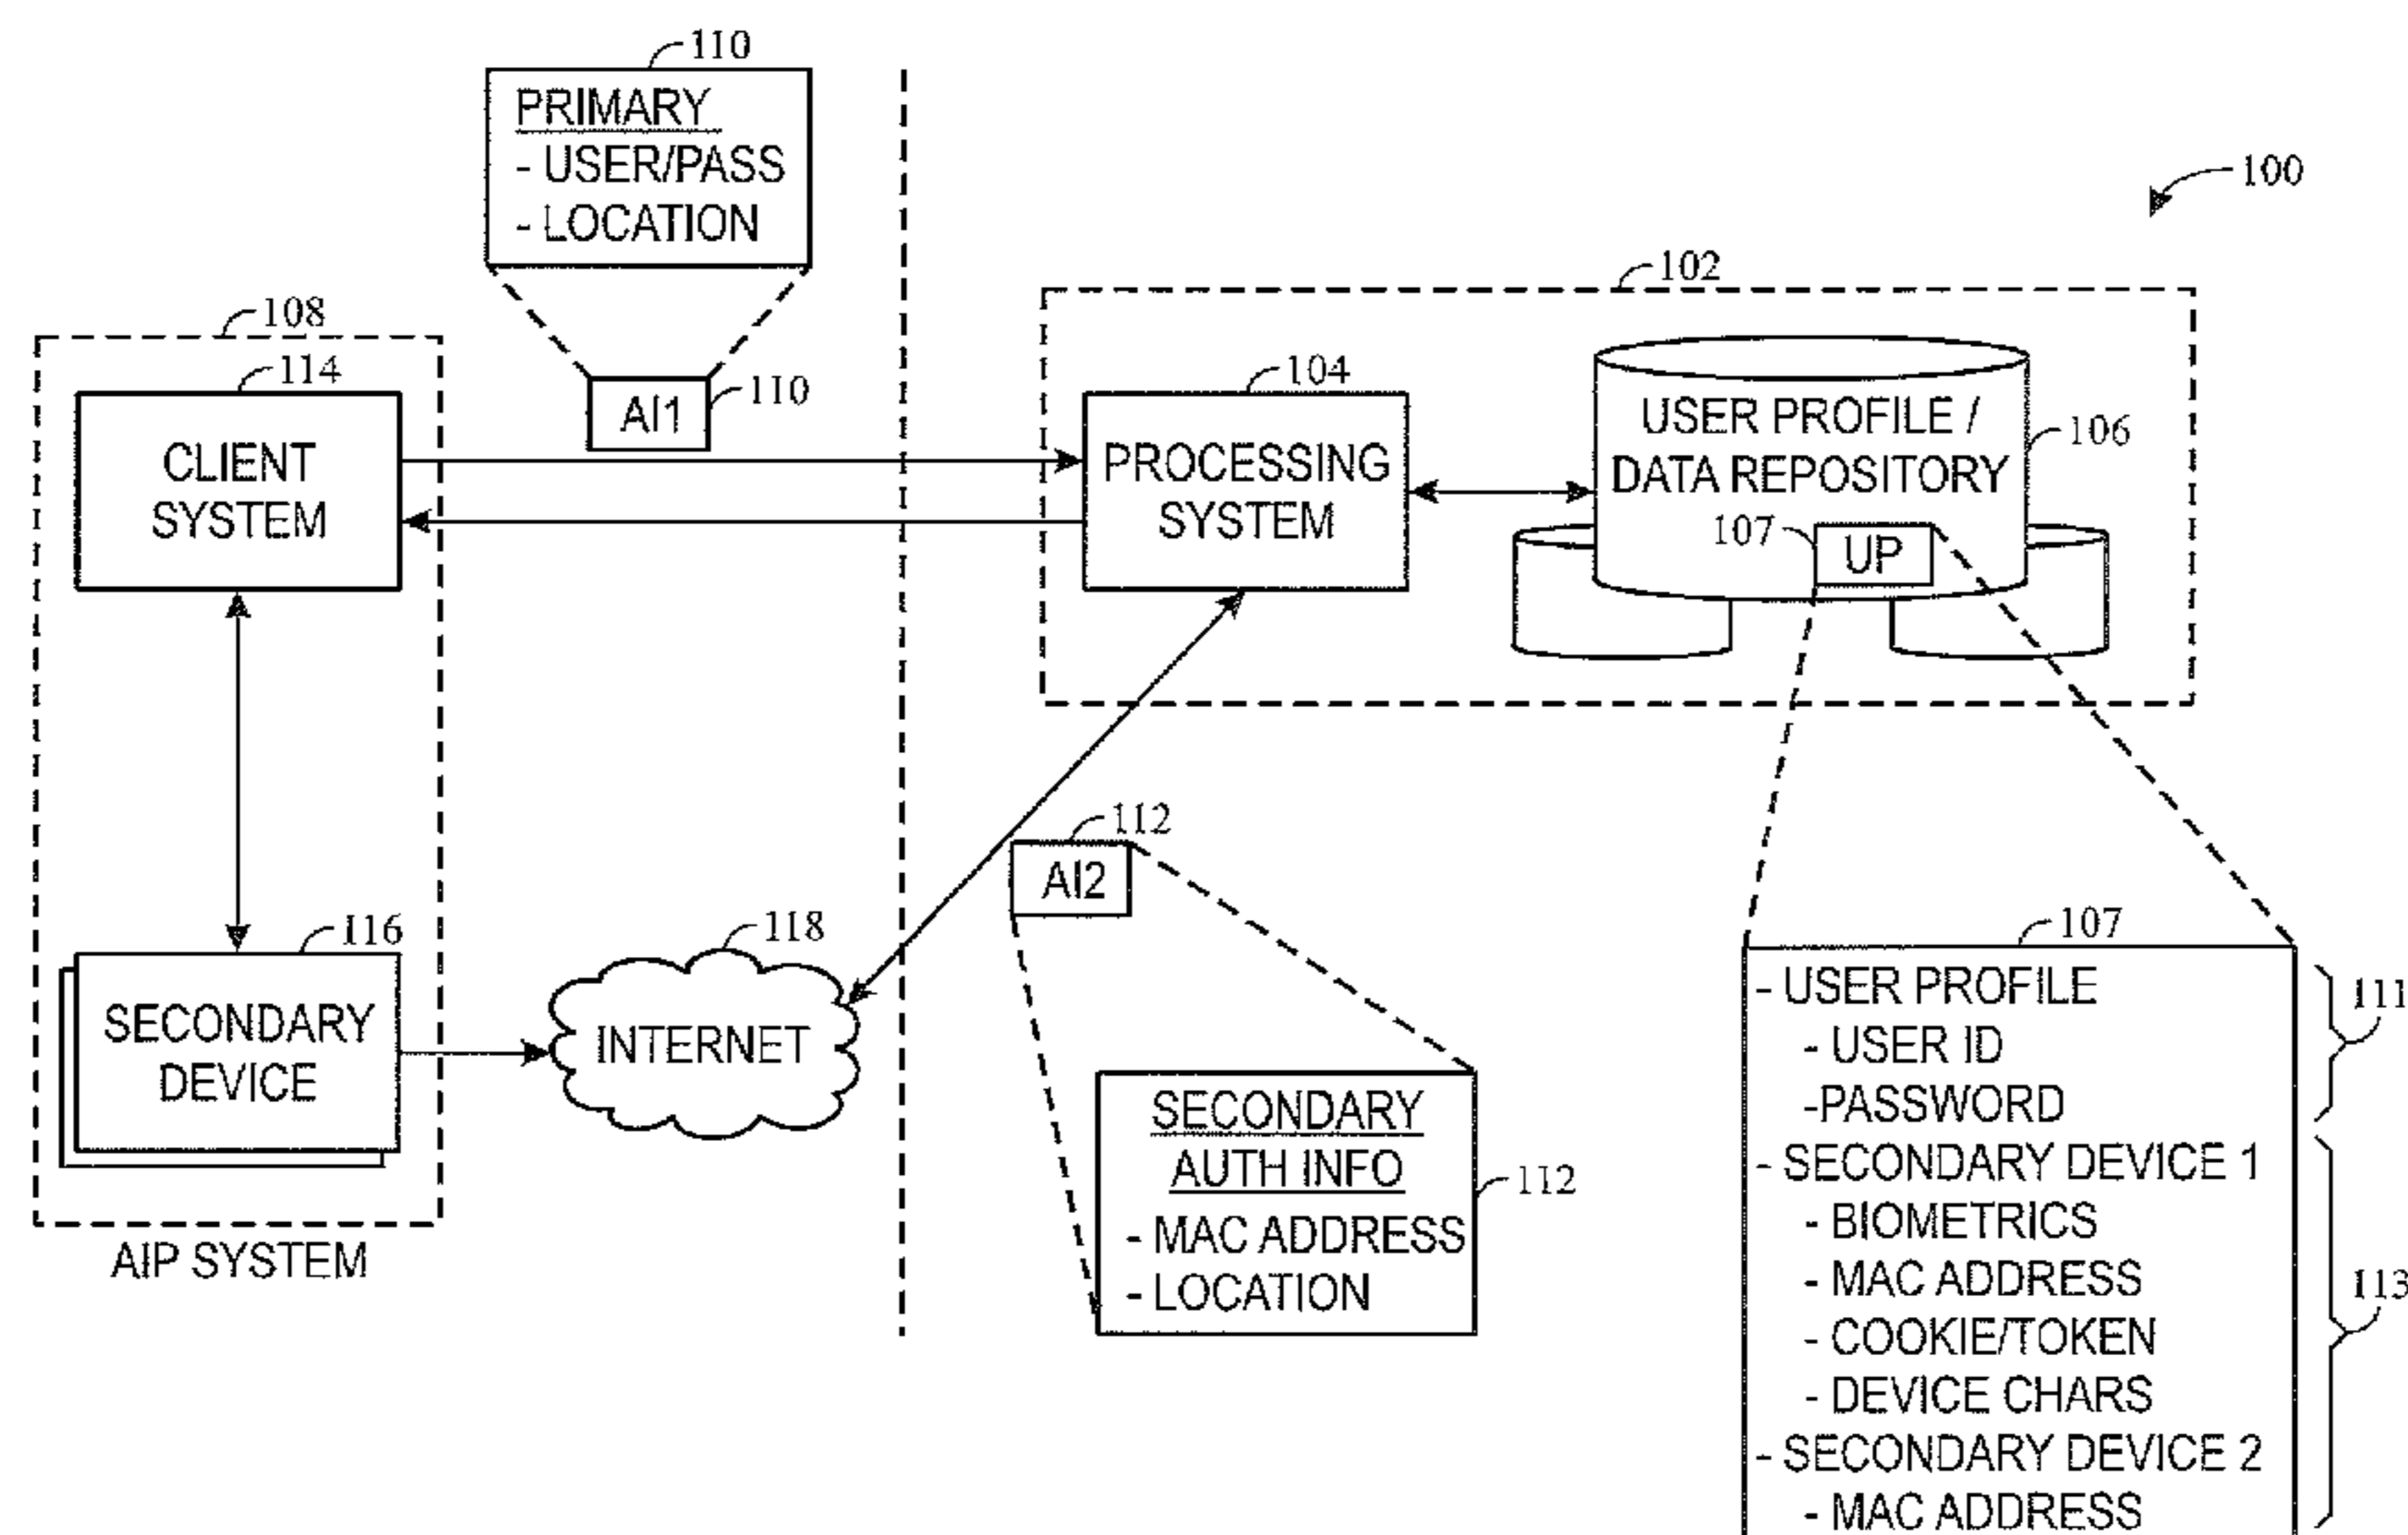 110
PRIMARY
- USER/PASS
- LOCATION
100
102
108
114
CLIENT
SYSTEM
AI1
110
104
PROCESSING
SYSTEM
USER PROFILE /
DATA REPOSITORY
106
107
UP
112
AI2
116
SECONDARY
DEVICE
118
INTERNET
AIP SYSTEM
SECONDARY
AUTH INFO
- MAC ADDRESS
- LOCATION
112
107
- USER PROFILE
- USER ID
-PASSWORD
111
- SECONDARY DEVICE 1
- BIOMETRICS
- MAC ADDRESS
- COOKIE/TOKEN
- DEVICE CHARS
- SECONDARY DEVICE 2
- MAC ADDRESS
113